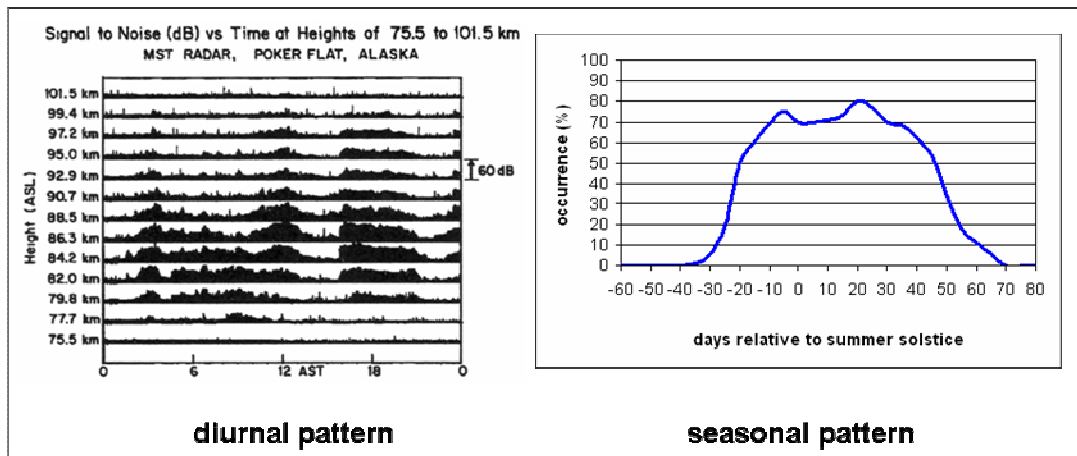 Signal to Noise (dB) vs Time at Heights of 75.5 to 101.5 km
MST RADAR, POKER FLAT, ALASKA
Height (ASL)
101.5 km
99.4 km
97.2 km
95.0 km
92.9 km
90.7 km
88.5 km
86.3 km
84.2 km
82.0 km
79.8 km
77.7 km
75.5 km
60 dB
0 6 12 AST 18 0
diurnal pattern
occurrence (%)
100
90
80
70
60
50
40
30
20
10
0
-60 -50 -40 -30 -20 -10 0 10 20 30 40 50 60 70 80
days relative to summer solstice
seasonal pattern